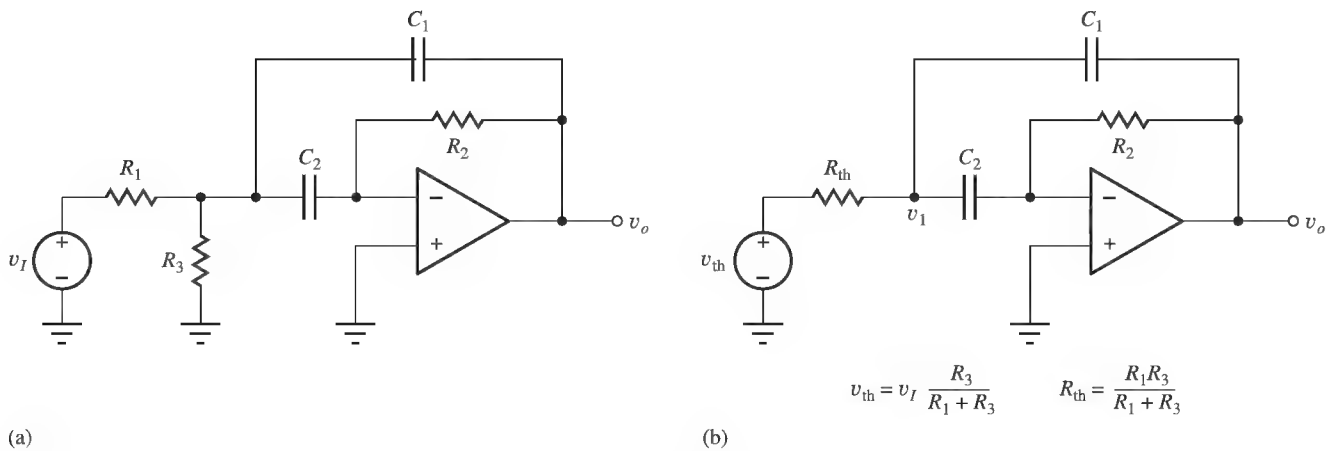 C1
C1
R2
R2
C2
C2
R1
Rth
v1
−
−
+
+
vo
vo
vI
+
−
R3
vth
+
−
vth = vI R3 / (R1 + R3)
Rth = R1R3 / (R1 + R3)
(a)
(b)